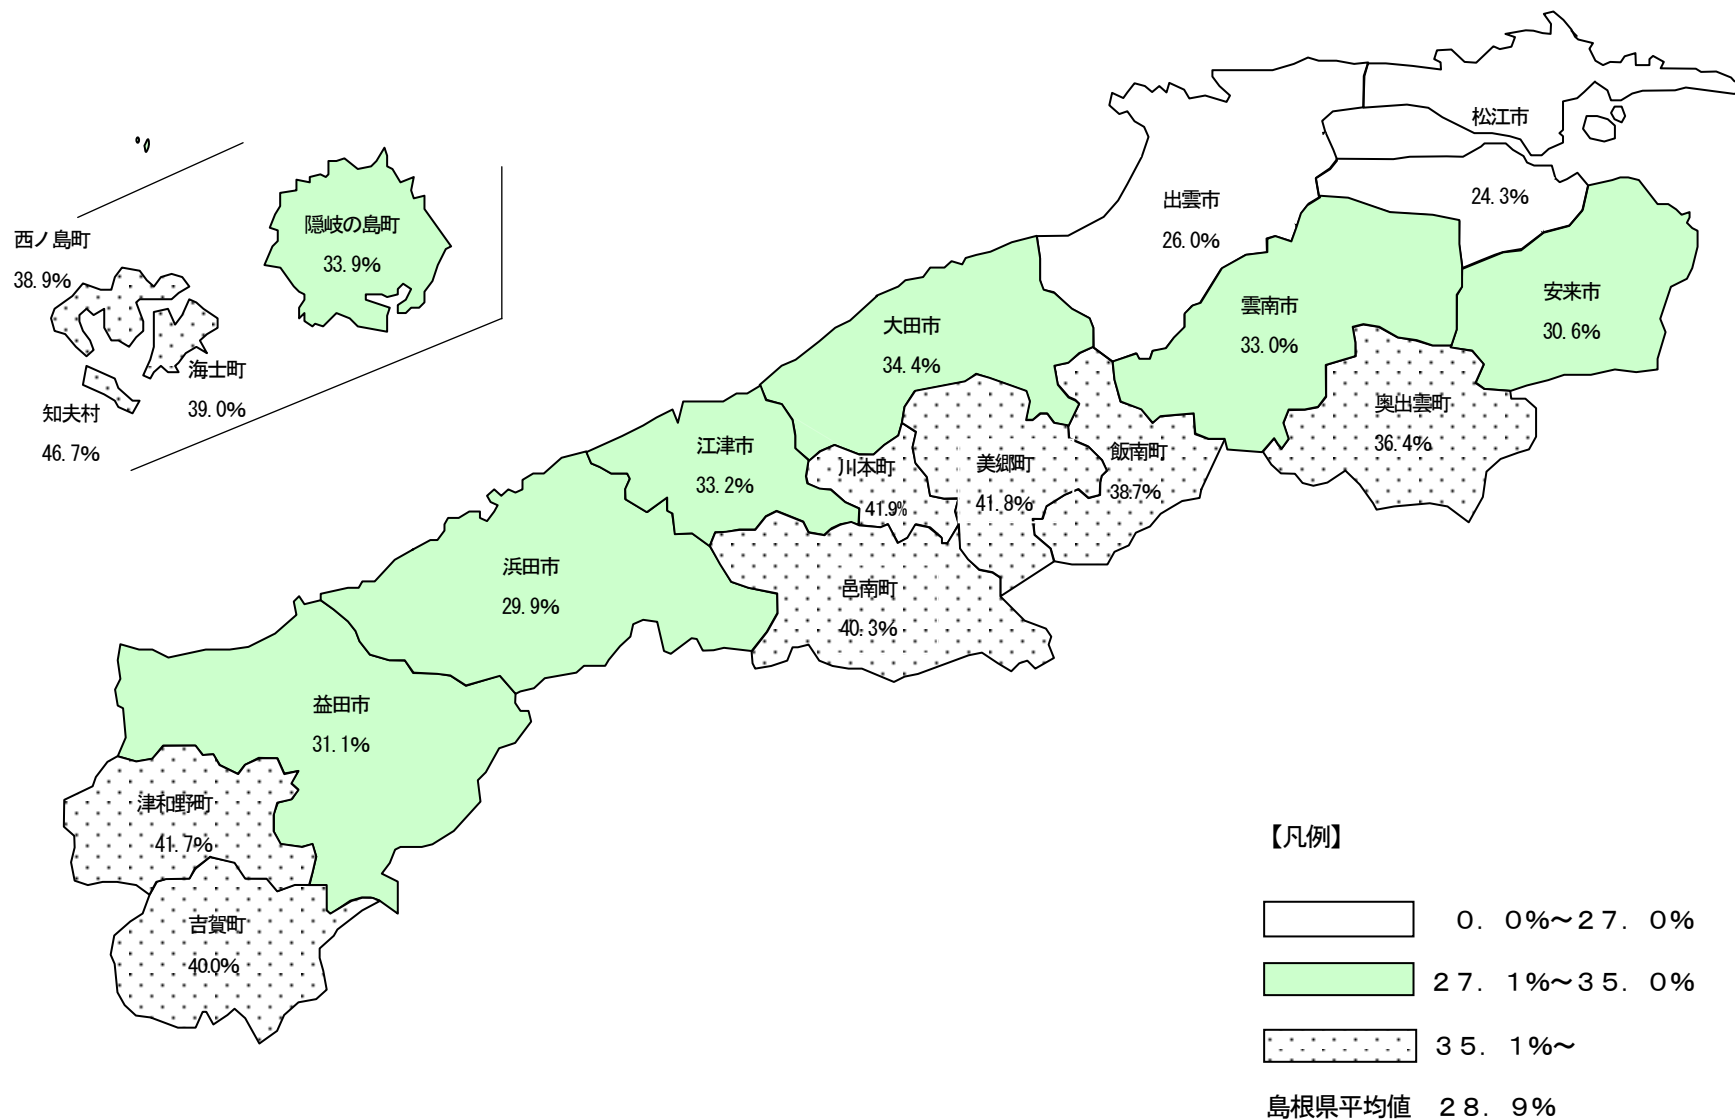 松江市
24.3%
出雲市
26.0%
隠岐の島町
33.9%
西ノ島町
38.9%
海士町
39.0%
知夫村
46.7%
安来市
30.6%
雲南市
33.0%
大田市
34.4%
奥出雲町
36.4%
飯南町
38.7%
美郷町
41.8%
川本町
41.9%
江津市
33.2%
浜田市
29.9%
邑南町
40.3%
益田市
31.1%
津和野町
41.7%
吉賀町
40.0%
【凡例】
0.0%～27.0%
27.1%～35.0%
35.1%～
島根県平均値 28.9%